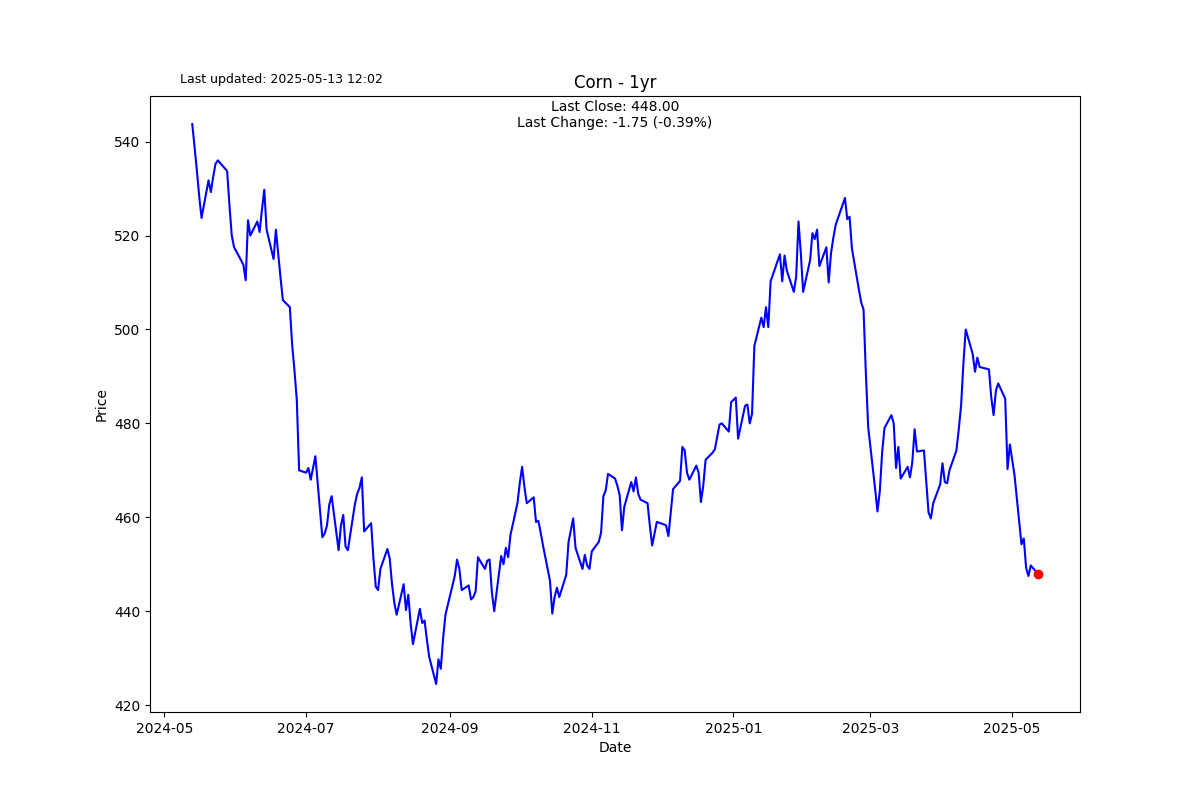 Last updated: 2025-05-13 12:02
Corn - 1yr
Last Close: 448.00
Last Change: -1.75 (-0.39%)
Price
540
520
500
480
460
440
420
2024-05
2024-07
2024-09
2024-11
2025-01
2025-03
2025-05
Date